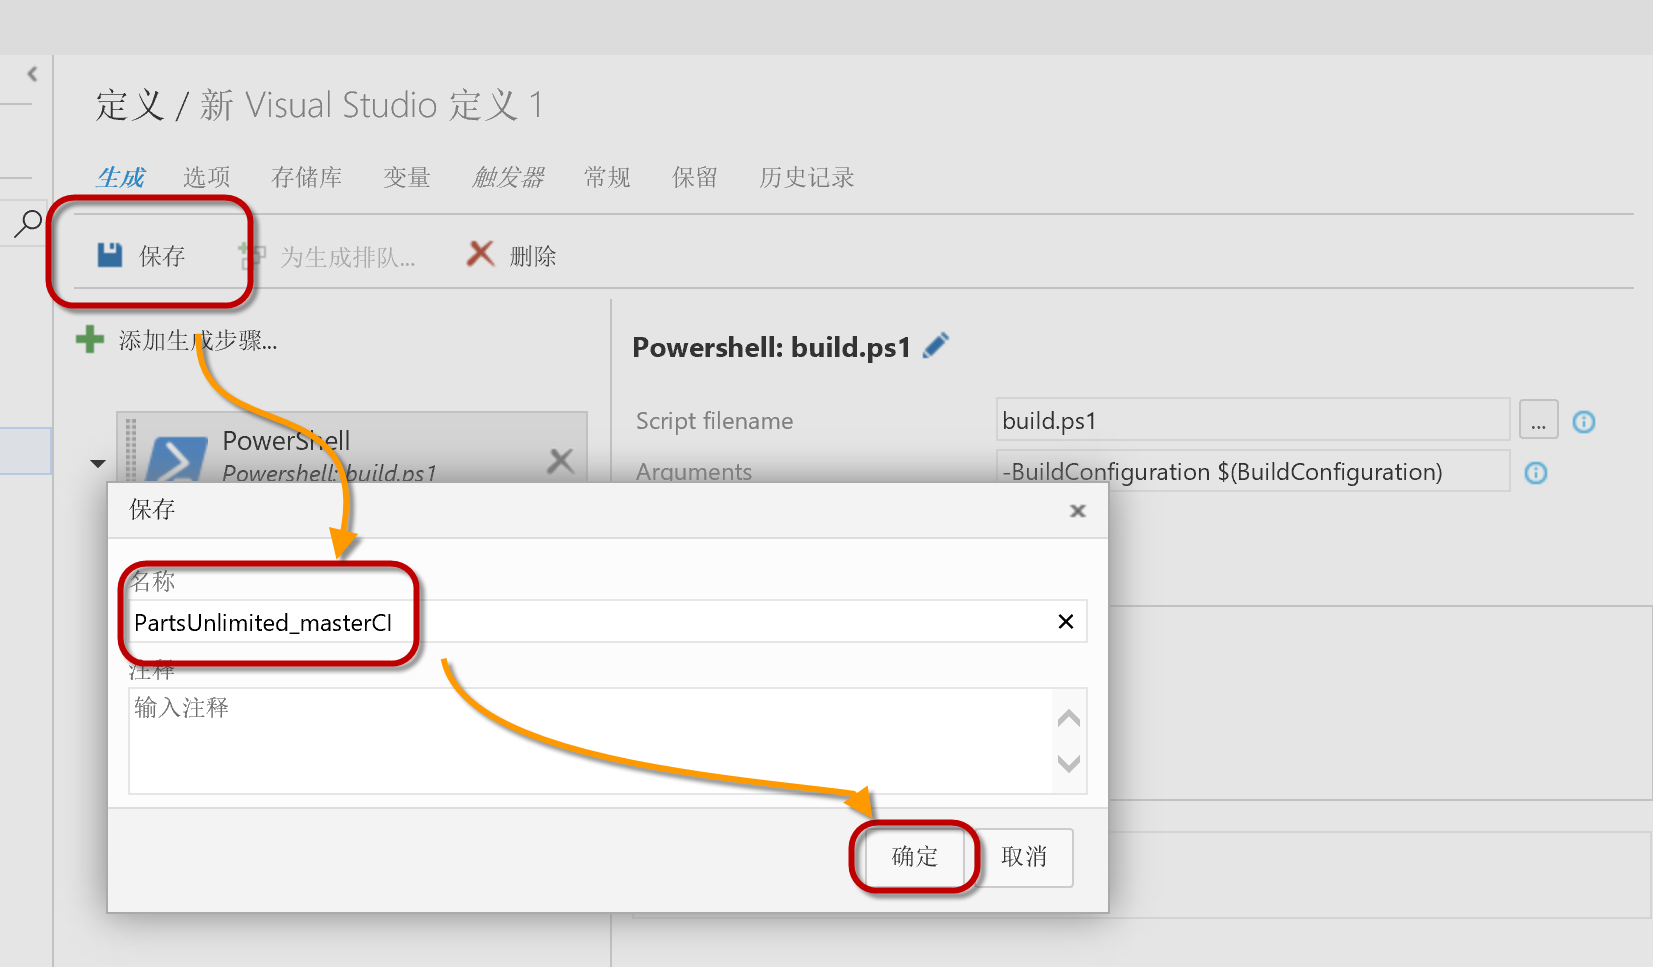 定义 / 新 Visual Studio 定义 1
生成 选项 存储库 变量 触发器 常规 保留 历史记录
保存 为生成排队... 删除
添加生成步骤...
Powershell: build.ps1
Script filename build.ps1 ...
PowerShell
Powershell: build.ps1
Arguments -BuildConfiguration $(BuildConfiguration)
保存
名称
PartsUnlimited_masterCI
注释
输入注释
确定 取消